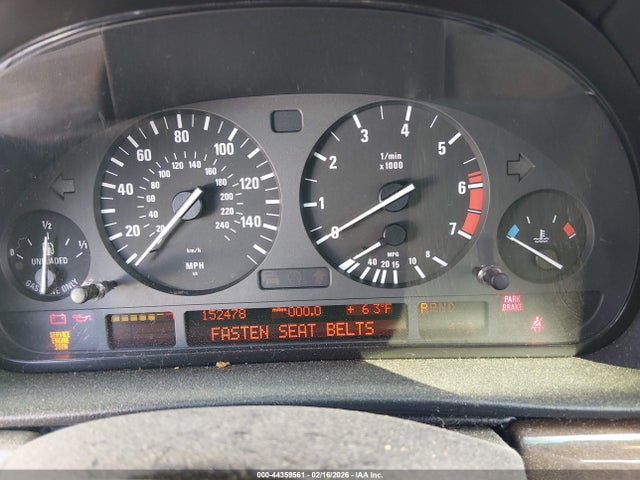 20 40 60 80 100 120 140
20 40 60 80 100 120 140 160 180 200 220 240
km/h
MPH
0 1 2 3 4 5 6 7
1/min
x1000
MPG
40 20 15 10 8
0 1/2 1/1
UNLEADED
GASOLINE ONLY
152478 miles 000.0 + 63°F
FASTEN SEAT BELTS
PRND
PARK
BRAKE
SERVICE
ENGINE
SOON
000-44359561 | 02/16/2026 - IAA, Inc.